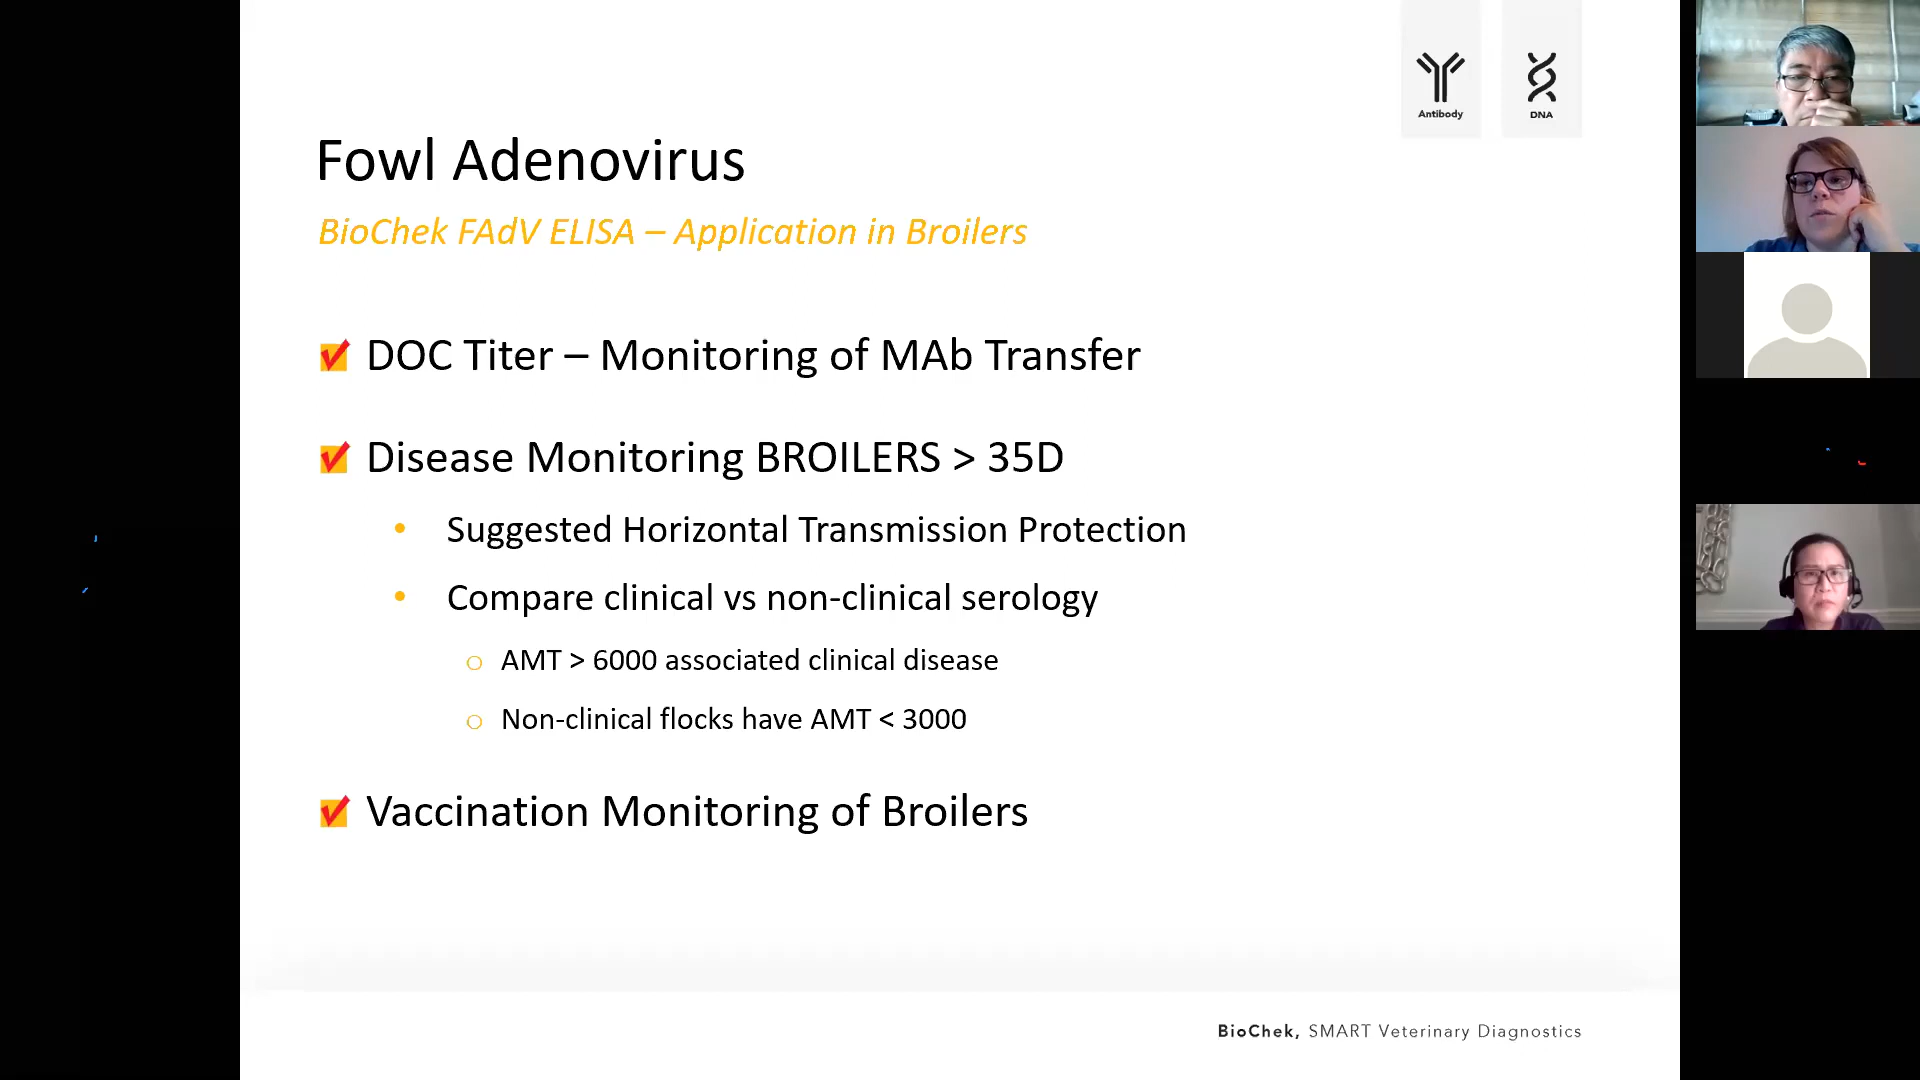 Antibody
DNA
Fowl Adenovirus
BioChek FAdV ELISA – Application in Broilers
DOC Titer – Monitoring of MAb Transfer
Disease Monitoring BROILERS > 35D
• Suggested Horizontal Transmission Protection
• Compare clinical vs non-clinical serology
o AMT > 6000 associated clinical disease
o Non-clinical flocks have AMT < 3000
Vaccination Monitoring of Broilers
BioChek, SMART Veterinary Diagnostics